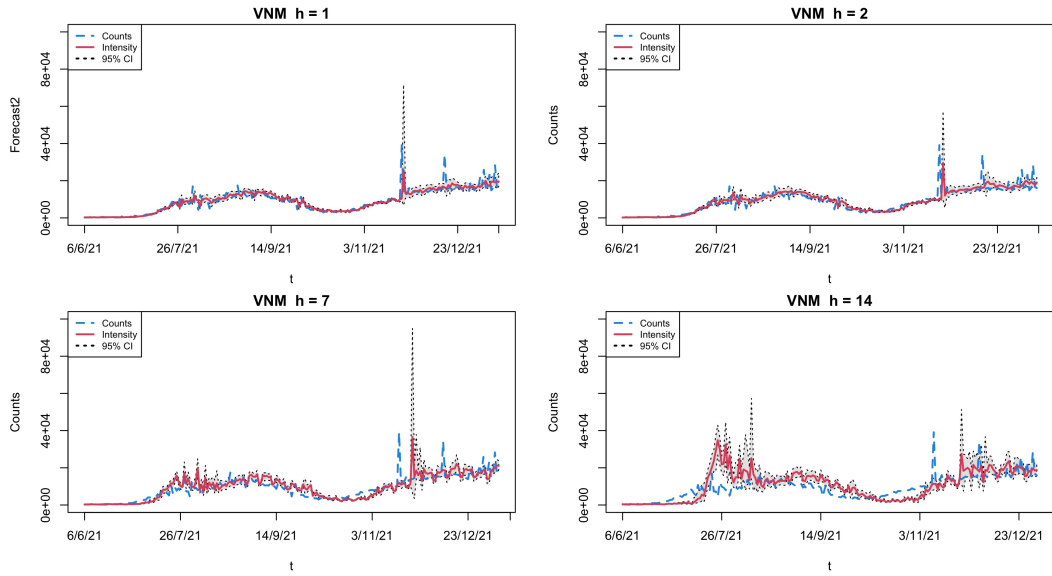 VNM h = 1
Forecast2
0e+00 4e+04 8e+04
Counts
Intensity
95% CI
6/6/21 26/7/21 14/9/21 3/11/21 23/12/21
t
VNM h = 2
Counts
0e+00 4e+04 8e+04
Counts
Intensity
95% CI
6/6/21 26/7/21 14/9/21 3/11/21 23/12/21
t
VNM h = 7
Counts
0e+00 4e+04 8e+04
Counts
Intensity
95% CI
6/6/21 26/7/21 14/9/21 3/11/21 23/12/21
t
VNM h = 14
Counts
0e+00 4e+04 8e+04
Counts
Intensity
95% CI
6/6/21 26/7/21 14/9/21 3/11/21 23/12/21
t